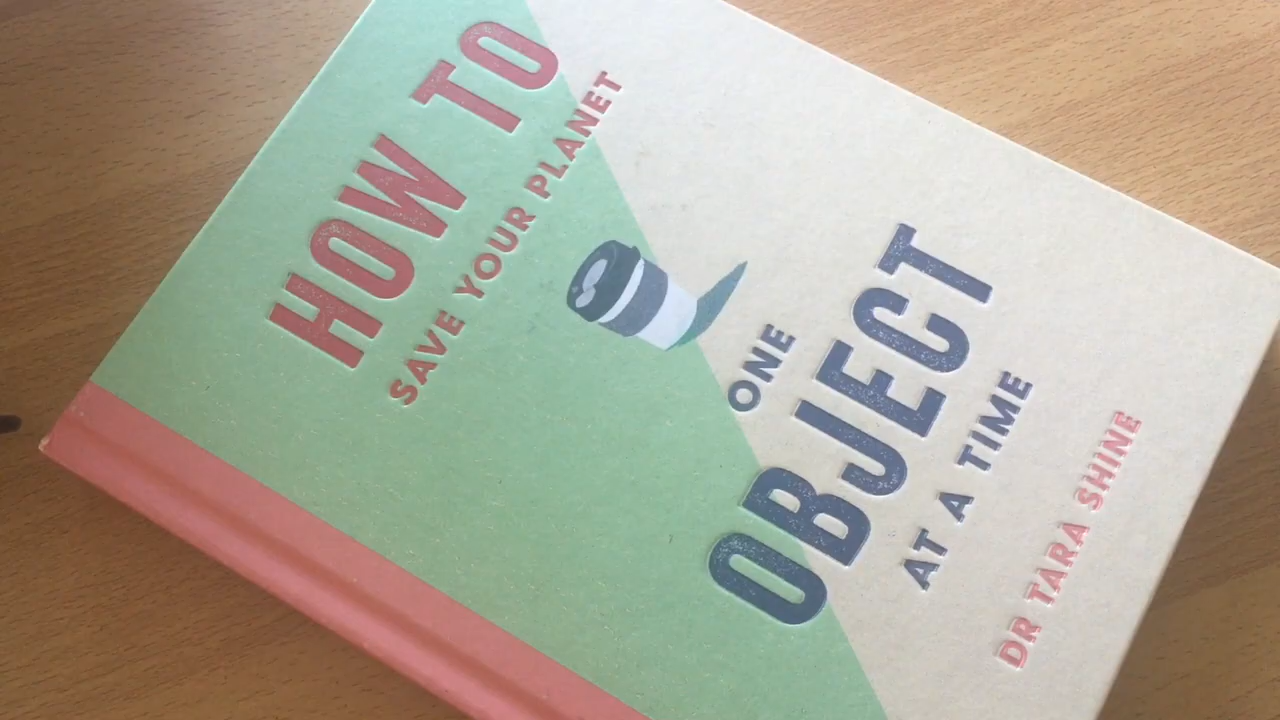 HOW TO
SAVE YOUR PLANET
ONE
OBJECT
AT A TIME
DR TARA SHINE